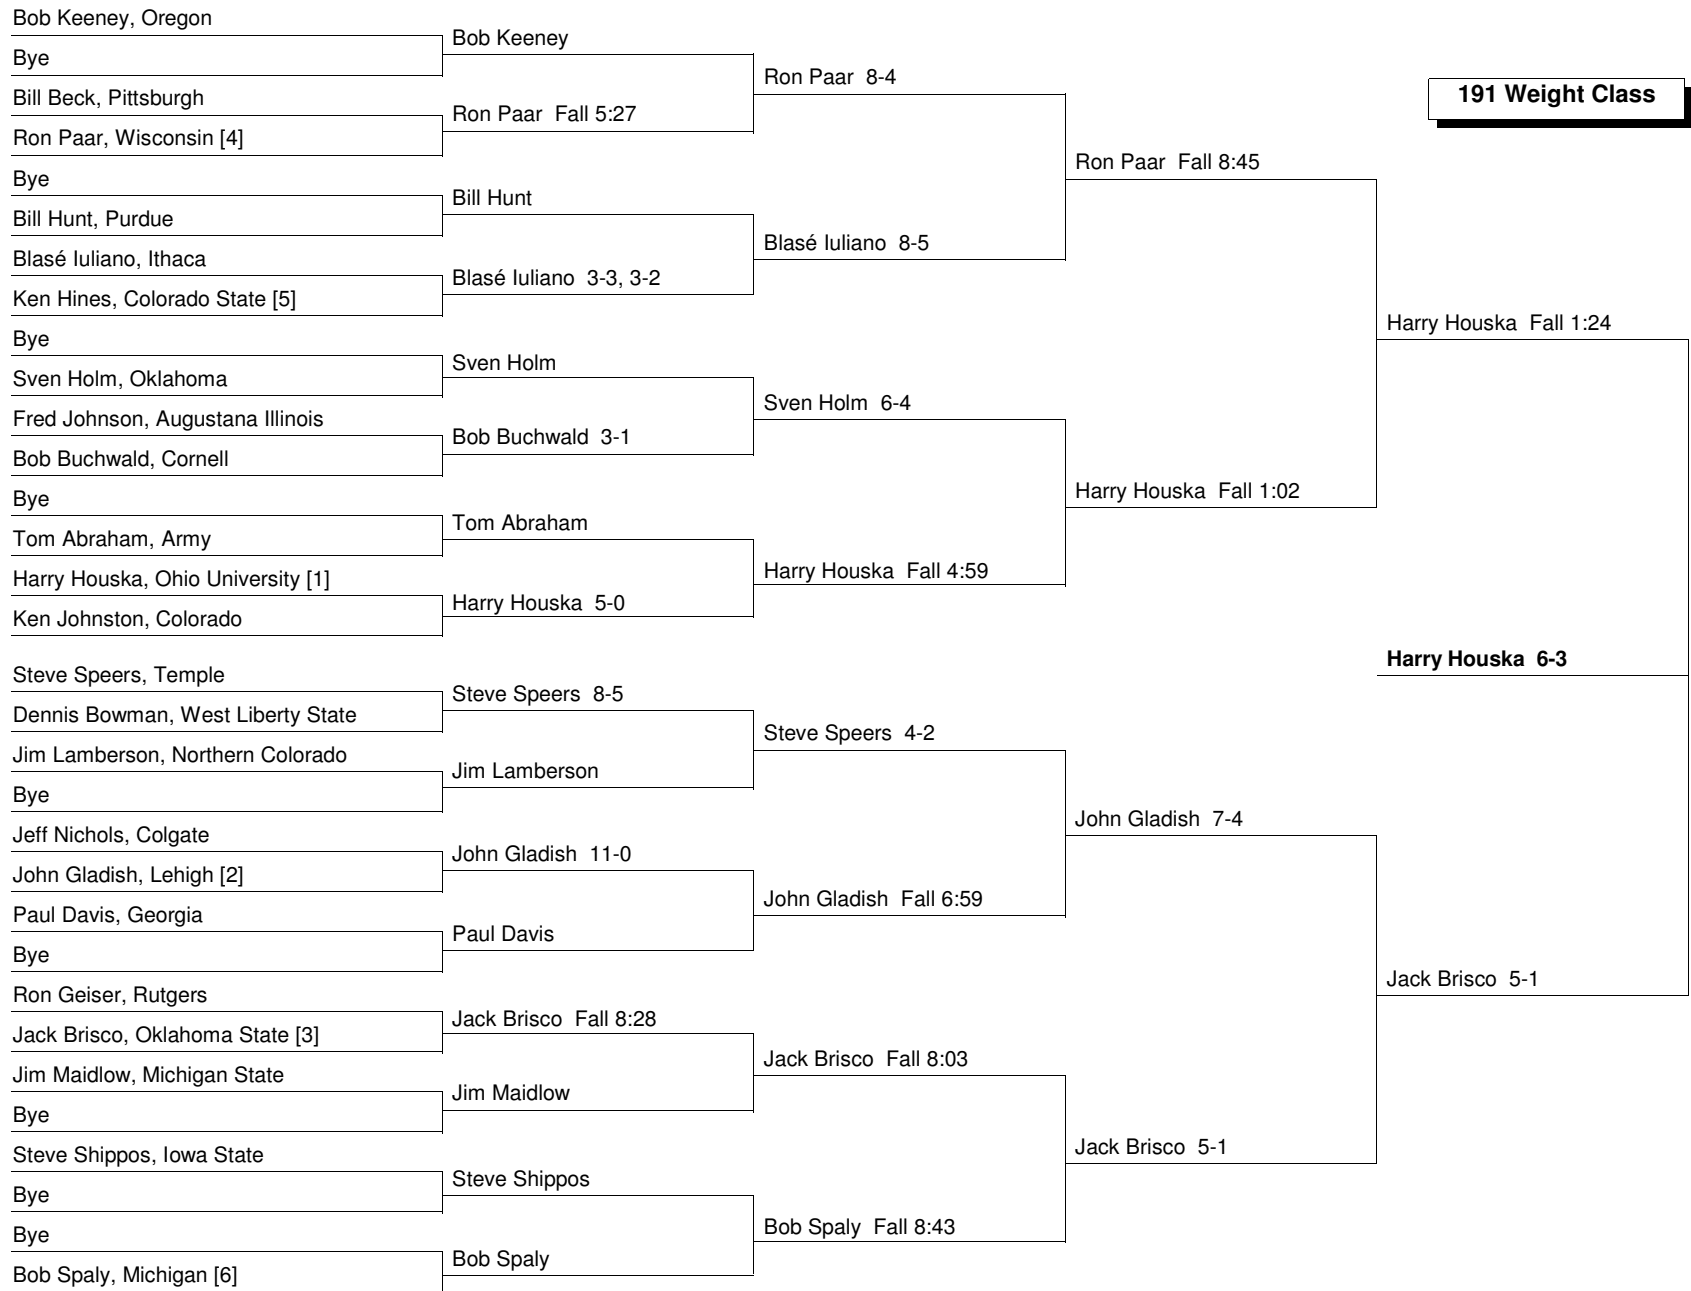 191 Weight Class
Bob Keeney, Oregon
Bye
Bill Beck, Pittsburgh
Ron Paar, Wisconsin [4]
Bye
Bill Hunt, Purdue
Blasé Iuliano, Ithaca
Ken Hines, Colorado State [5]
Bye
Sven Holm, Oklahoma
Fred Johnson, Augustana Illinois
Bob Buchwald, Cornell
Bye
Tom Abraham, Army
Harry Houska, Ohio University [1]
Ken Johnston, Colorado
Steve Speers, Temple
Dennis Bowman, West Liberty State
Jim Lamberson, Northern Colorado
Bye
Jeff Nichols, Colgate
John Gladish, Lehigh [2]
Paul Davis, Georgia
Bye
Ron Geiser, Rutgers
Jack Brisco, Oklahoma State [3]
Jim Maidlow, Michigan State
Bye
Steve Shippos, Iowa State
Bye
Bye
Bob Spaly, Michigan [6]
Bob Keeney
Ron Paar Fall 5:27
Bill Hunt
Blasé Iuliano 3-3, 3-2
Sven Holm
Bob Buchwald 3-1
Tom Abraham
Harry Houska 5-0
Steve Speers 8-5
Jim Lamberson
John Gladish 11-0
Paul Davis
Jack Brisco Fall 8:28
Jim Maidlow
Steve Shippos
Bob Spaly
Ron Paar 8-4
Blasé Iuliano 8-5
Sven Holm 6-4
Harry Houska Fall 4:59
Steve Speers 4-2
John Gladish Fall 6:59
Jack Brisco Fall 8:03
Bob Spaly Fall 8:43
Ron Paar Fall 8:45
Harry Houska Fall 1:02
John Gladish 7-4
Jack Brisco 5-1
Harry Houska Fall 1:24
Jack Brisco 5-1
Harry Houska 6-3